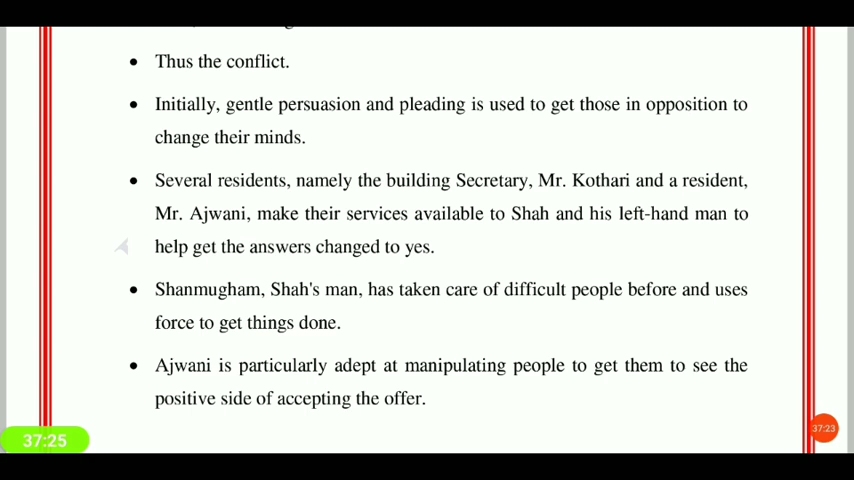 • Thus the conflict.
• Initially, gentle persuasion and pleading is used to get those in opposition to
change their minds.
• Several residents, namely the building Secretary, Mr. Kothari and a resident,
Mr. Ajwani, make their services available to Shah and his left-hand man to
help get the answers changed to yes.
• Shanmugham, Shah's man, has taken care of difficult people before and uses
force to get things done.
• Ajwani is particularly adept at manipulating people to get them to see the
positive side of accepting the offer.
37:25
37:23